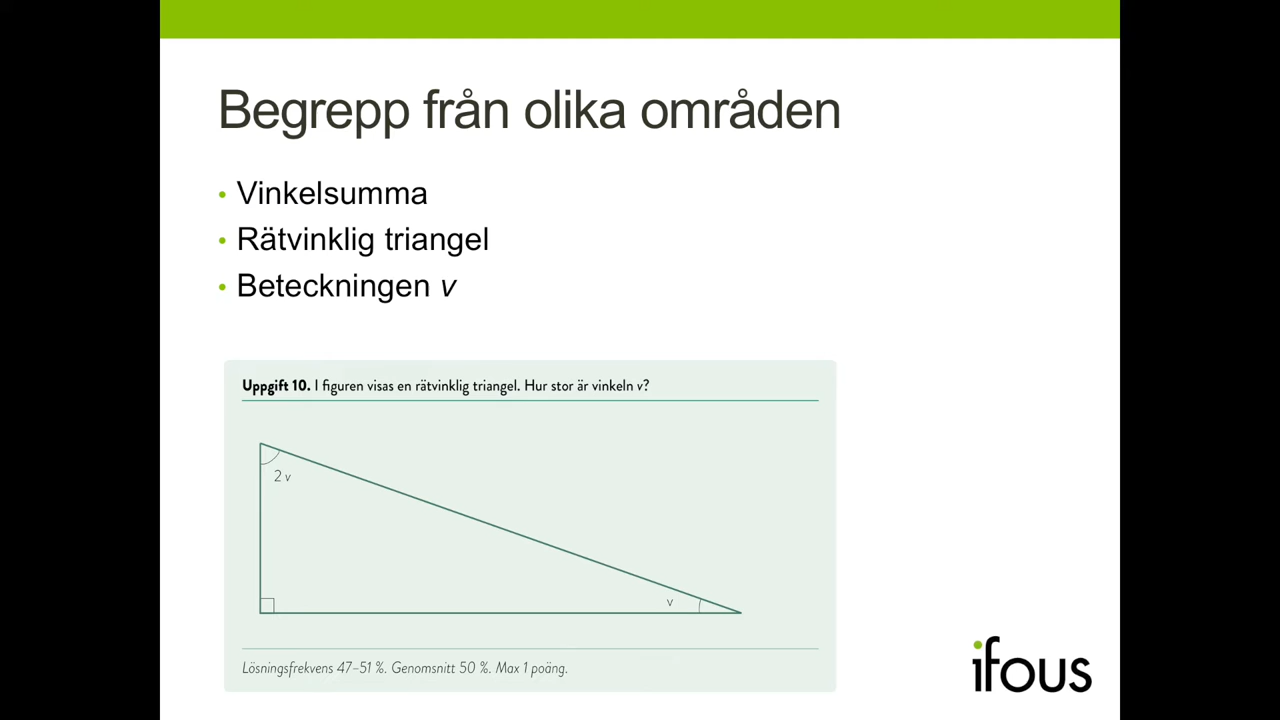 Begrepp från olika områden
• Vinkelsumma
• Rätvinklig triangel
• Beteckningen v
Uppgift 10. I figuren visas en rätvinklig triangel. Hur stor är vinkeln v?
2 v
v
Lösningsfrekvens 47–51 %. Genomsnitt 50 %. Max 1 poäng.
ifous